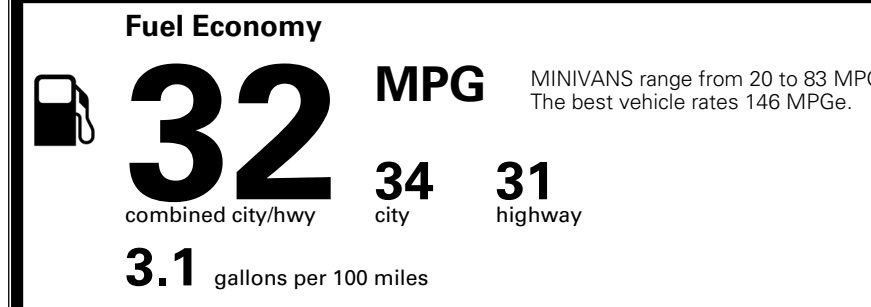 Fuel Economy
32 MPG
MINIVANS range from 20 to 83 MPG
The best vehicle rates 146 MPGe.
34 31
combined city/hwy city highway
3.1 gallons per 100 miles